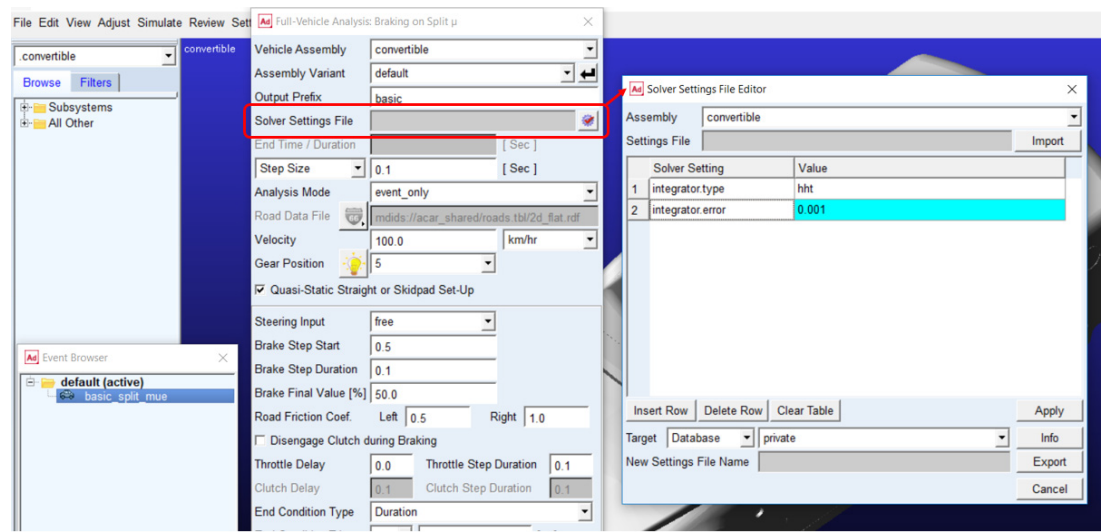 File Edit View Adjust Simulate Review Set
.convertible
Browse Filters
Subsystems
All Other
convertible
Ad Event Browser
default (active)
basic_split_mue
Ad Full-Vehicle Analysis: Braking on Split µ
Vehicle Assembly convertible
Assembly Variant default
Output Prefix basic
Solver Settings File
End Time / Duration [ Sec ]
Step Size 0.1 [ Sec ]
Analysis Mode event_only
Road Data File mdids://acar_shared/roads.tbl/2d_flat.rdf
Velocity 100.0 km/hr
Gear Position 5
Quasi-Static Straight or Skidpad Set-Up
Steering Input free
Brake Step Start 0.5
Brake Step Duration 0.1
Brake Final Value [%] 50.0
Road Friction Coef. Left 0.5 Right 1.0
Disengage Clutch during Braking
Throttle Delay 0.0 Throttle Step Duration 0.1
Clutch Delay 0.1 Clutch Step Duration 0.1
End Condition Type Duration
Ad Solver Settings File Editor
Assembly convertible
Settings File Import
Solver Setting Value
1 integrator.type hht
2 integrator.error 0.001
Insert Row Delete Row Clear Table Apply
Target Database private Info
New Settings File Name Export
Cancel